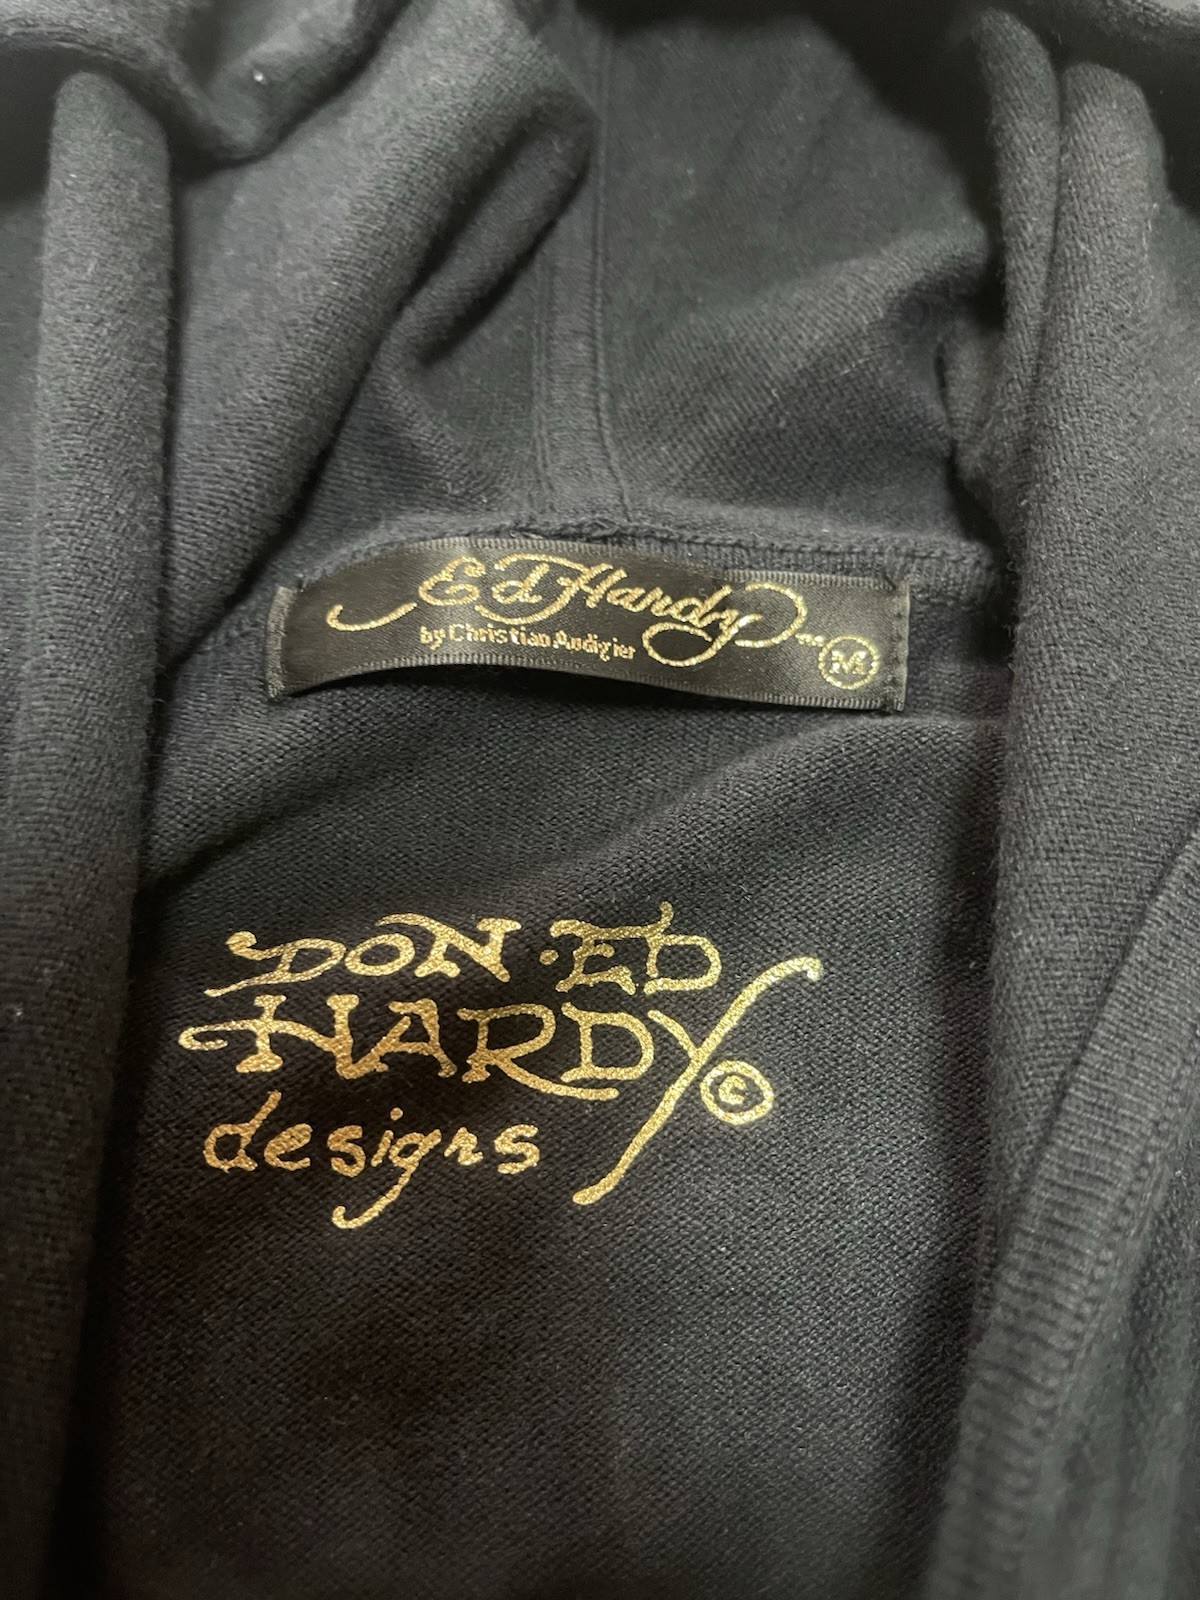 Ed Hardy
by Christian Audigier
M
DON·ED
HARDY ©
designs